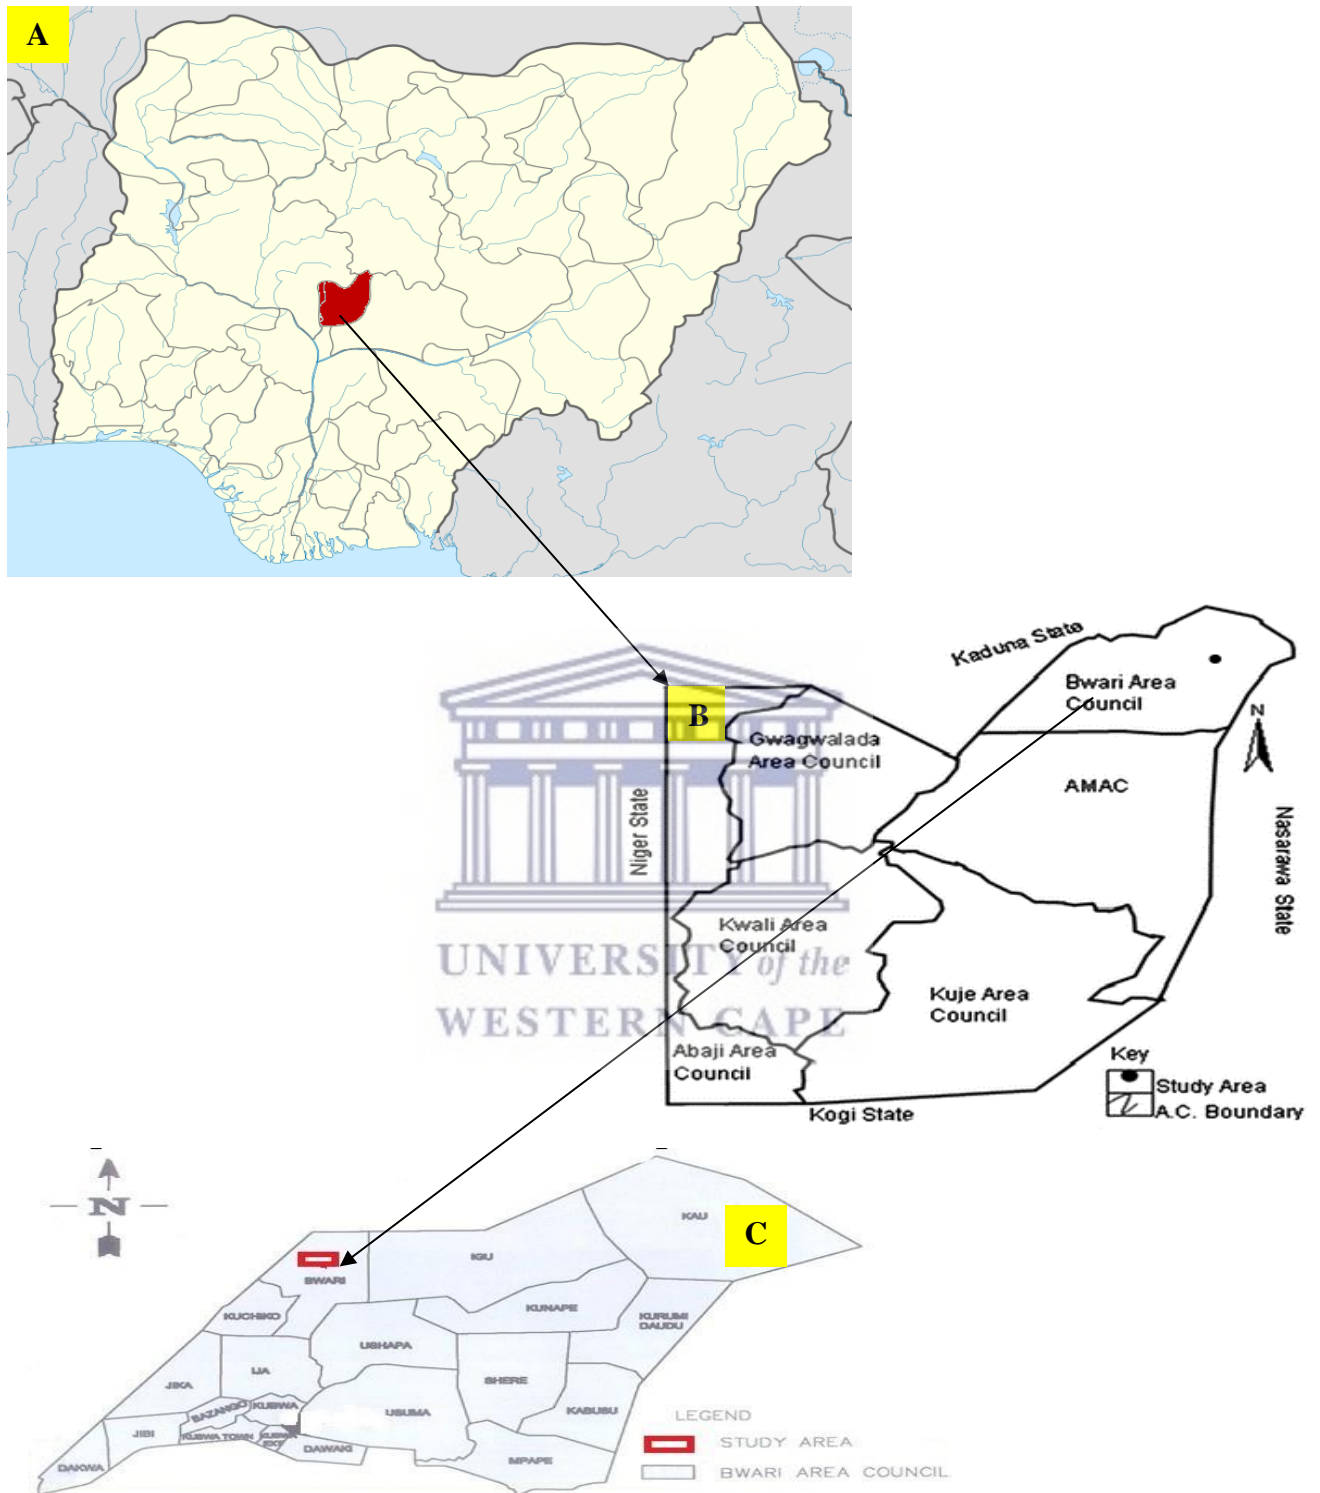 A
Kaduna State
Bwari Area
Council
N
B
Gwagwalada
Area Council
AMAC
Niger State
Nasarawa State
Kwali Area
Council
UNIVERSITY of the
WESTERN CAPE
Kuje Area
Council
Abaji Area
Council
Key
Study Area
A.C. Boundary
Kogi State
N
C
KAU
IGU
BWARI
KUCHIKO
KUNAPE
KURUMI
DAUDU
USHAPA
IJA
SHERE
JIKA
BAZANGO
KUBWA
USUMA
KABUSU
JIBI
KUBWA TOWN
KUBWA
EXT
DAWAKI
MPAPE
DAKWA
LEGEND
STUDY AREA
BWARI AREA COUNCIL